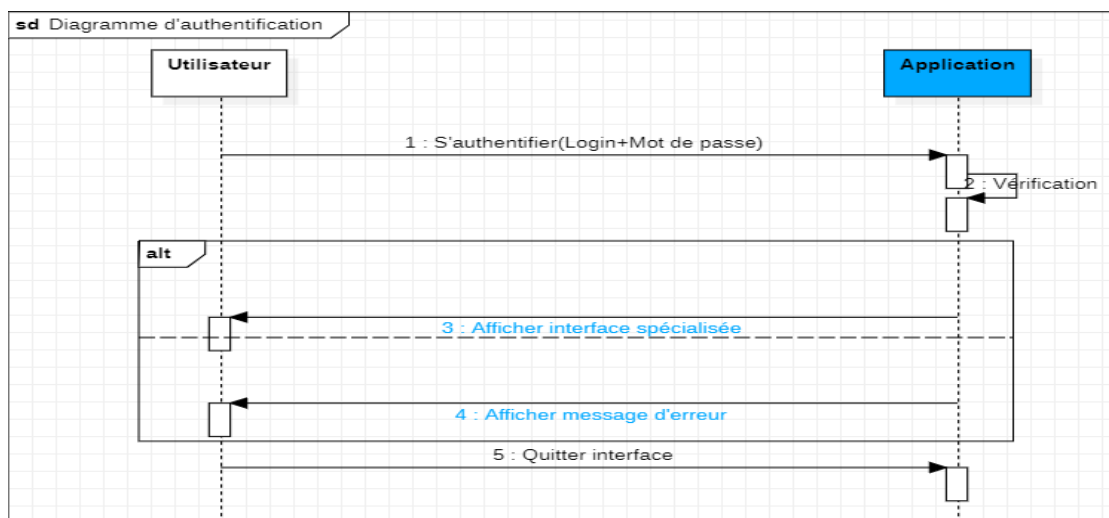 sd Diagramme d'authentification
Utilisateur
Application
1 : S'authentifier(Login+Mot de passe)
2 : Vérification
alt
3 : Afficher interface spécialisée
4 : Afficher message d'erreur
5 : Quitter interface